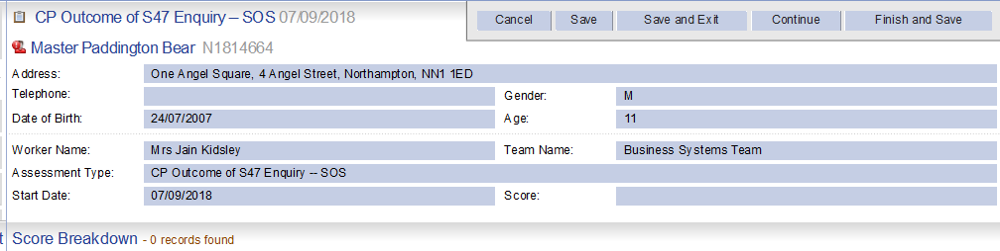 CP Outcome of S47 Enquiry – SOS 07/09/2018
Cancel Save Save and Exit Continue Finish and Save
Master Paddington Bear N1814664
Address: One Angel Square, 4 Angel Street, Northampton, NN1 1ED
Telephone: Gender: M
Date of Birth: 24/07/2007 Age: 11
Worker Name: Mrs Jain Kidsley Team Name: Business Systems Team
Assessment Type: CP Outcome of S47 Enquiry -- SOS
Start Date: 07/09/2018 Score:
t Score Breakdown - 0 records found